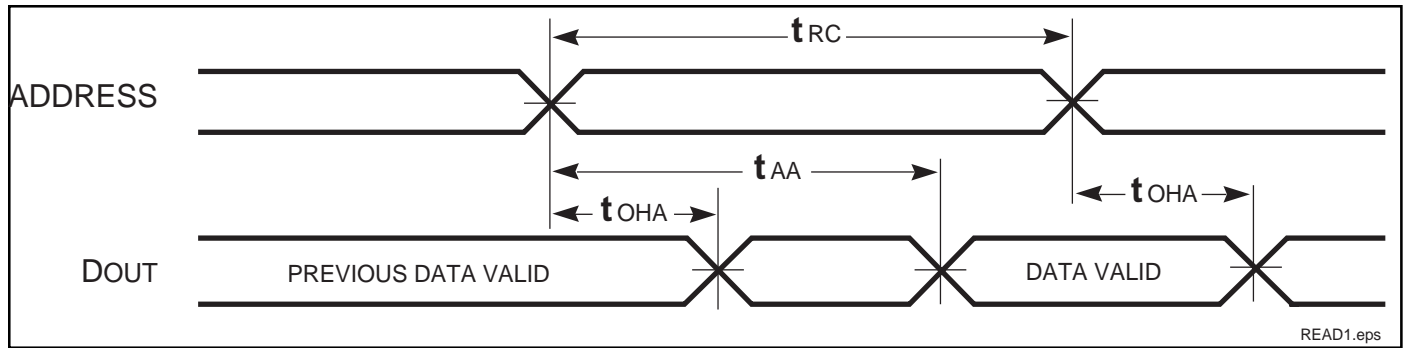 tRC
ADDRESS
tAA
tOHA
tOHA
DOUT
PREVIOUS DATA VALID
DATA VALID
READ1.eps